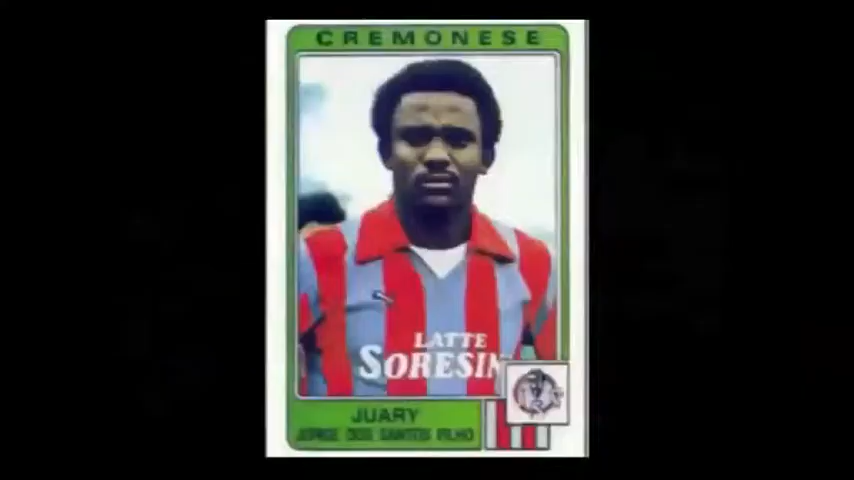 CREMONESE
LATTE
SORESIN
JUARY
JORGE DOS SANTOS FILHO